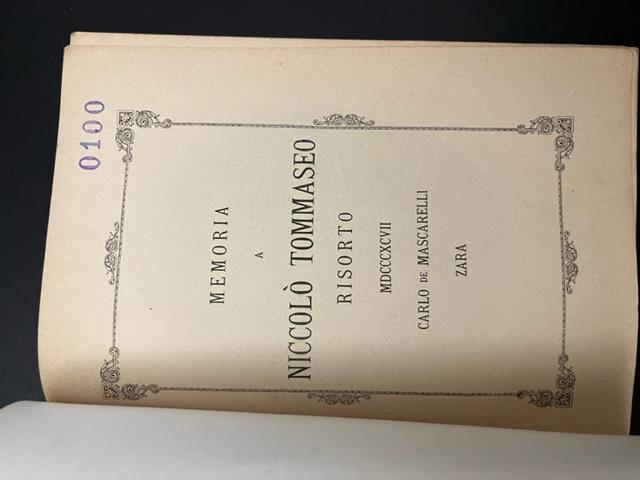 0100
MEMORIA
A
NICCOLÒ TOMMASEO
RISORTO
MDCCCXCVII
CARLO DE MASCARELLI
ZARA